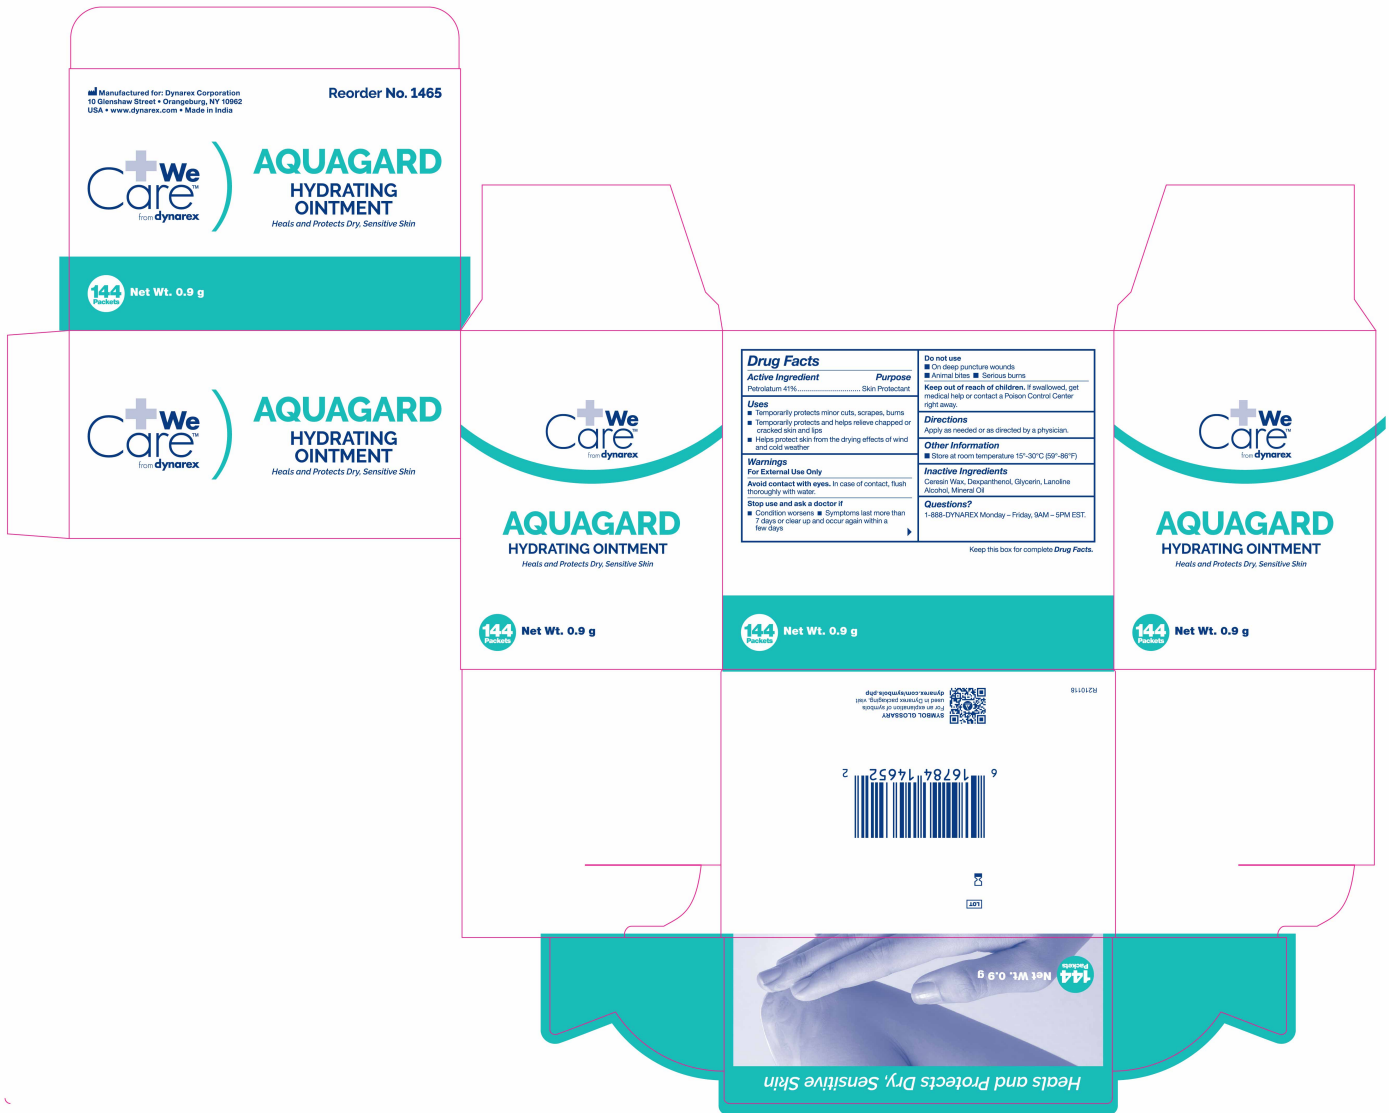 Manufactured for: Dynarex Corporation
10 Glenshaw Street • Orangeburg, NY 10962
USA • www.dynarex.com • Made in India
Reorder No. 1465
We
Care™
from dynarex
AQUAGARD
HYDRATING
OINTMENT
Heals and Protects Dry, Sensitive Skin
144
Packets
Net Wt. 0.9 g
We
Care™
from dynarex
AQUAGARD
HYDRATING
OINTMENT
Heals and Protects Dry, Sensitive Skin
We
Care™
from dynarex
AQUAGARD
HYDRATING OINTMENT
Heals and Protects Dry, Sensitive Skin
144
Packets
Net Wt. 0.9 g
Drug Facts
Active Ingredient Purpose
Petrolatum 41%............................... Skin Protectant
Uses
■ Temporarily protects minor cuts, scrapes, burns
■ Temporarily protects and helps relieve chapped or
cracked skin and lips
■ Helps protect skin from the drying effects of wind
and cold weather
Warnings
For External Use Only
Avoid contact with eyes. In case of contact, flush
thoroughly with water.
Stop use and ask a doctor if
■ Condition worsens ■ Symptoms last more than
7 days or clear up and occur again within a
few days
Do not use
■ On deep puncture wounds
■ Animal bites ■ Serious burns
Keep out of reach of children. If swallowed, get
medical help or contact a Poison Control Center
right away.
Directions
Apply as needed or as directed by a physician.
Other Information
■ Store at room temperature 15°-30°C (59°-86°F)
Inactive Ingredients
Ceresin Wax, Dexpanthenol, Glycerin, Lanoline
Alcohol, Mineral Oil
Questions?
1-888-DYNAREX Monday – Friday, 9AM – 5PM EST.
Keep this box for complete Drug Facts.
144
Packets
Net Wt. 0.9 g
We
Care™
from dynarex
AQUAGARD
HYDRATING OINTMENT
Heals and Protects Dry, Sensitive Skin
144
Packets
Net Wt. 0.9 g
R210118
SYMBOL GLOSSARY
For an explanation of symbols
used in Dynarex packaging, visit
dynarex.com/symbols.php
6 16784 14652 2
LOT
144
Packets
Net Wt. 0.9 g
Heals and Protects Dry, Sensitive Skin